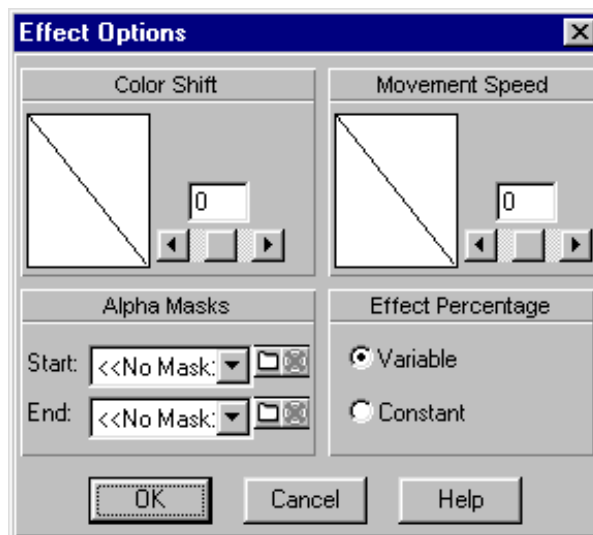 Effect Options
Color Shift
Movement Speed
0
0
Alpha Masks
Effect Percentage
Start: <<No Mask:
Variable
End: <<No Mask:
Constant
OK Cancel Help